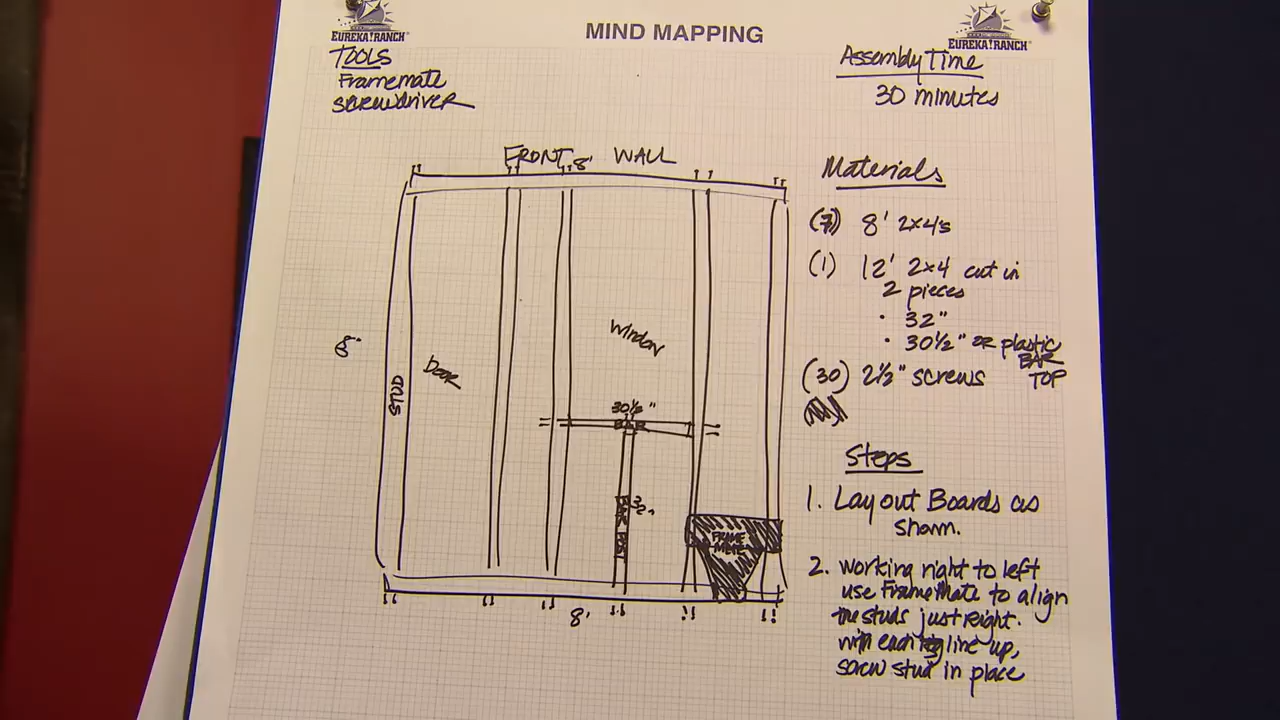 EUREKA!RANCH
MIND MAPPING
EUREKA!RANCH
TOOLS
Framemate
screwdriver
Assembly Time
30 minutes
FRONT WALL
8'
8'
STUD
Door
Window
30½"
BAR
32"
FRAME
MATE
8'
Materials
(7) 8' 2x4's
(1) 12' 2x4 cut in
2 pieces
• 32"
• 30½" OR plastic
BAR
TOP
(30) 2½" screws
Steps
1. Lay out Boards as
shown.
2. working right to left
use FrameMate to align
the studs just right.
with each line up,
screw stud in place